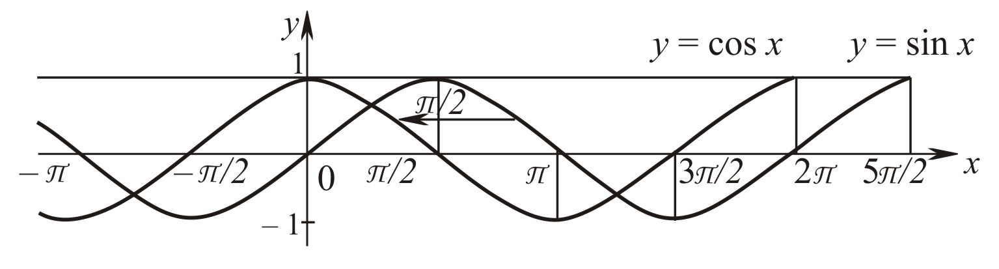 y
y = cos x
y = sin x
1
π/2
– π
– π/2
0
π/2
π
3π/2
2π
5π/2
x
– 1